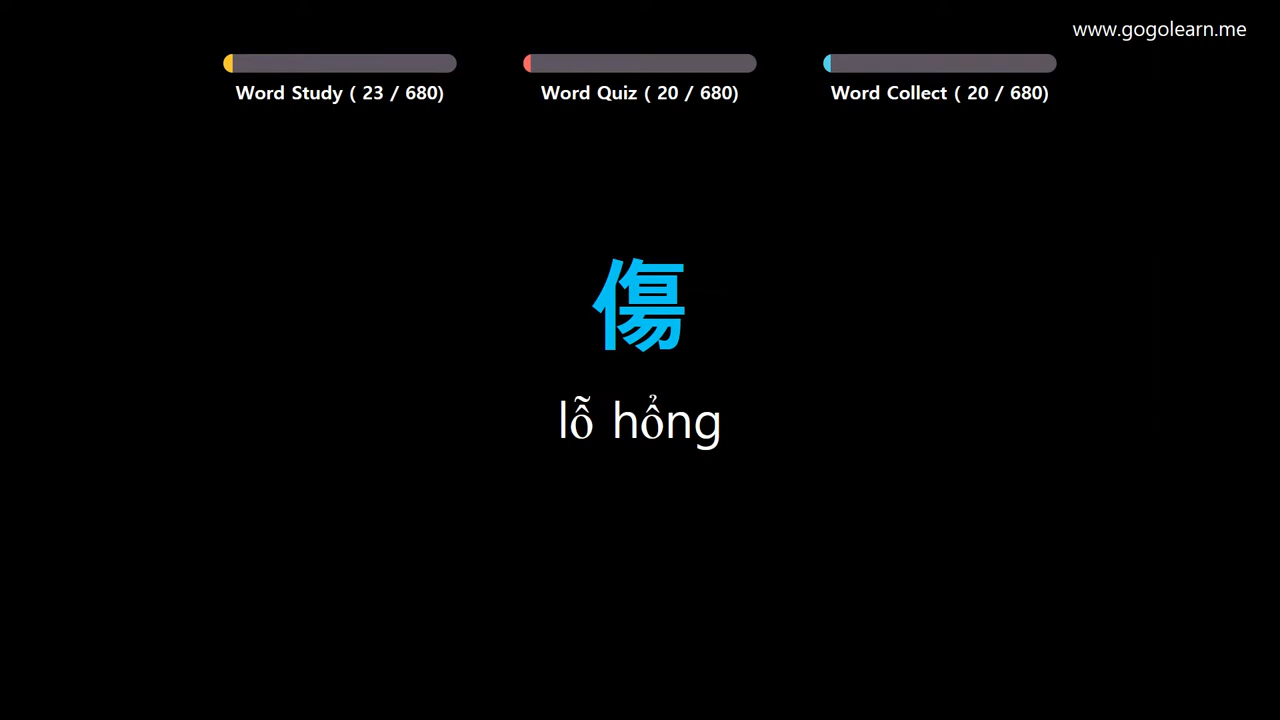 www.gogolearn.me
Word Study ( 23 / 680)
Word Quiz ( 20 / 680)
Word Collect ( 20 / 680)
傷
lỗ hổng